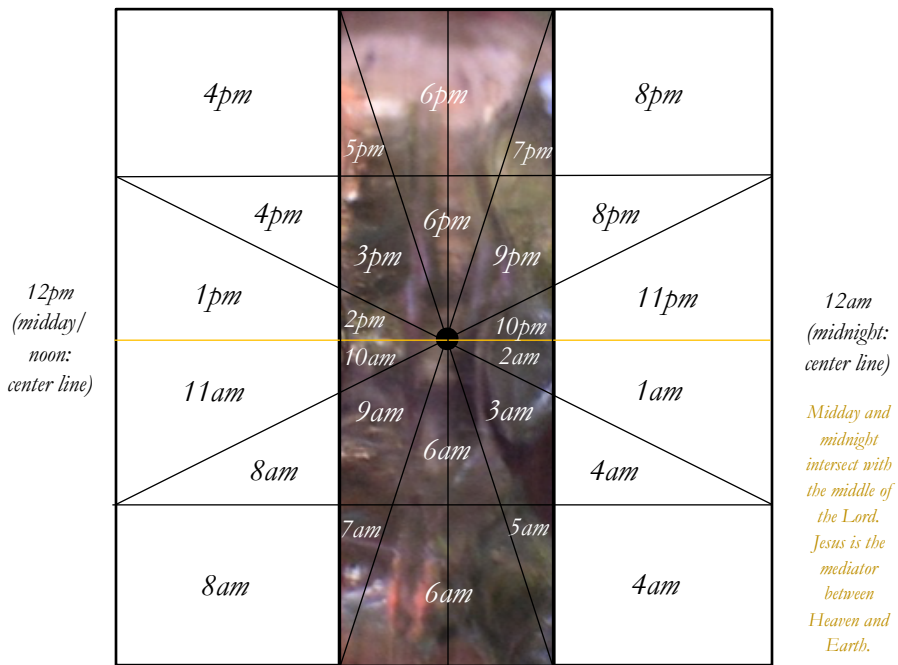 4pm
6pm
8pm
5pm
7pm
4pm
6pm
8pm
3pm
9pm
1pm
11pm
2pm
10pm
12pm
(midday/
noon:
center line)
12am
(midnight:
center line)
10am
2am
11am
1am
9am
3am
6am
8am
4am
7am
5am
8am
6am
4am
Midday and
midnight
intersect with
the middle of
the Lord.
Jesus is the
mediator
between
Heaven and
Earth.